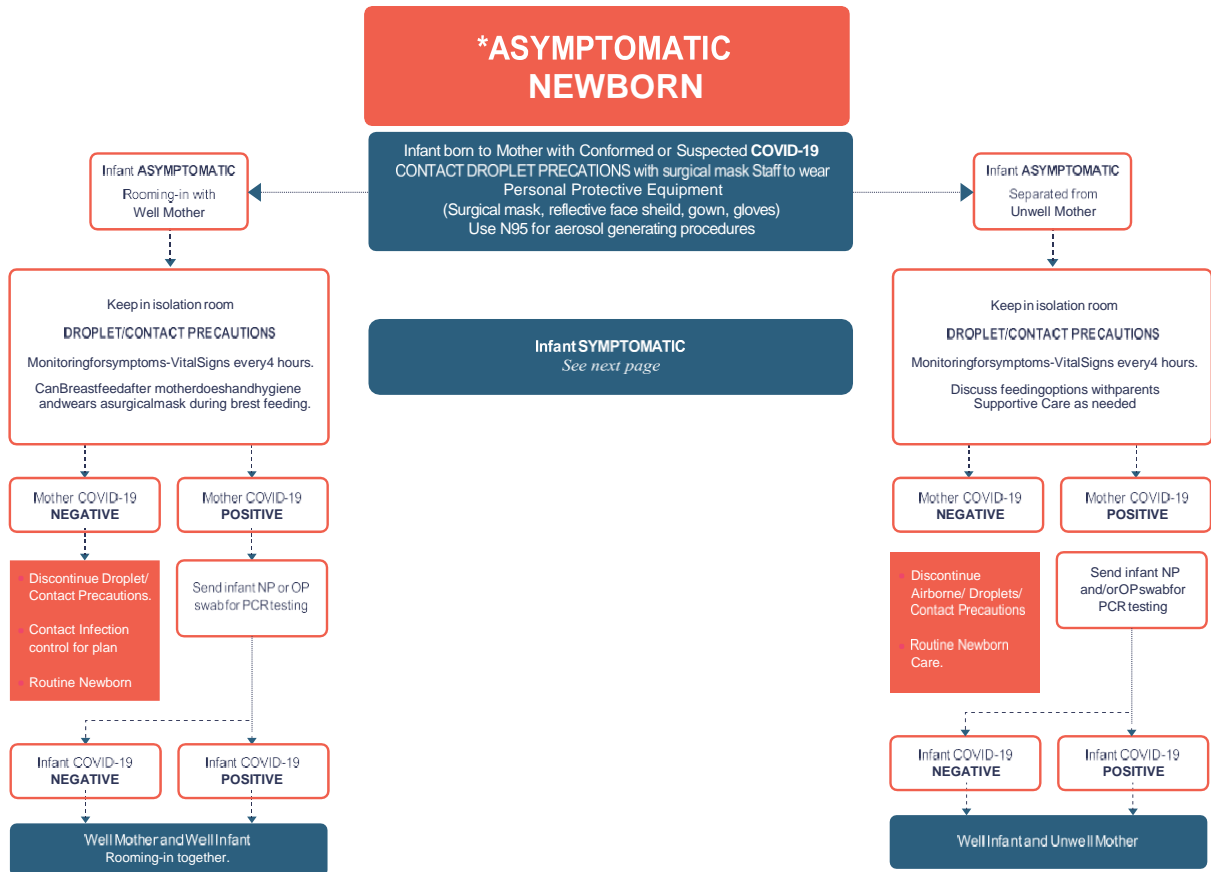 *ASYMPTOMATIC
NEWBORN
Infant born to Mother with Conformed or Suspected COVID-19
CONTACT DROPLET PRECATIONS with surgical mask Staff to wear
Personal Protective Equipment
(Surgical mask, reflective face sheild, gown, gloves)
Use N95 for aerosol generating procedures
Infant ASYMPTOMATIC
Rooming-in with
Well Mother
Infant ASYMPTOMATIC
Separated from
Unwell Mother
Keep in isolation room
DROPLET/CONTACT PRECAUTIONS
Monitoringforsymptoms-VitalSigns every4 hours.
CanBreastfeedafter motherdoeshandhygiene
andwears asurgicalmask during brest feeding.
Infant SYMPTOMATIC
See next page
Keep in isolation room
DROPLET/CONTACT PRECAUTIONS
Monitoringforsymptoms-VitalSigns every4 hours.
Discuss feedingoptions withparents
Supportive Care as needed
Mother COVID-19
NEGATIVE
Mother COVID-19
POSITIVE
Mother COVID-19
NEGATIVE
Mother COVID-19
POSITIVE
• Discontinue Droplet/
Contact Precautions.
• Contact Infection
control for plan
• Routine Newborn
Send infant NP or OP
swabfor PCR testing
• Discontinue
Airborne/ Droplets/
Contact Precautions
• Routine Newborn
Care.
Send infant NP
and/orOPswabfor
PCR testing
Infant COVID-19
NEGATIVE
Infant COVID-19
POSITIVE
Infant COVID-19
NEGATIVE
Infant COVID-19
POSITIVE
Well Mother and Well Infant
Rooming-in together.
Well Infant and Unwell Mother